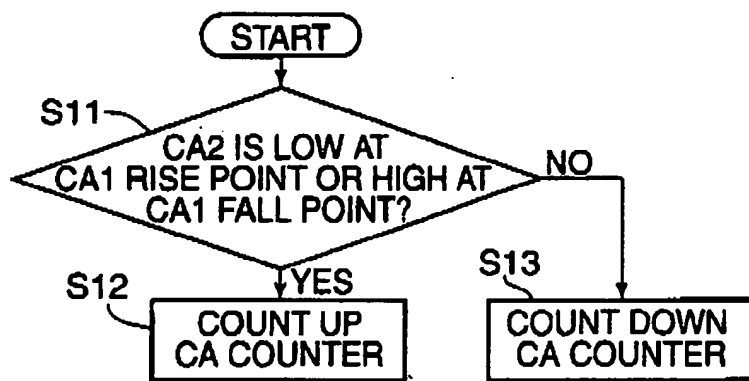 START
S11
CA2 IS LOW AT
CA1 RISE POINT OR HIGH AT
CA1 FALL POINT?
NO
YES
S12
COUNT UP
CA COUNTER
S13
COUNT DOWN
CA COUNTER